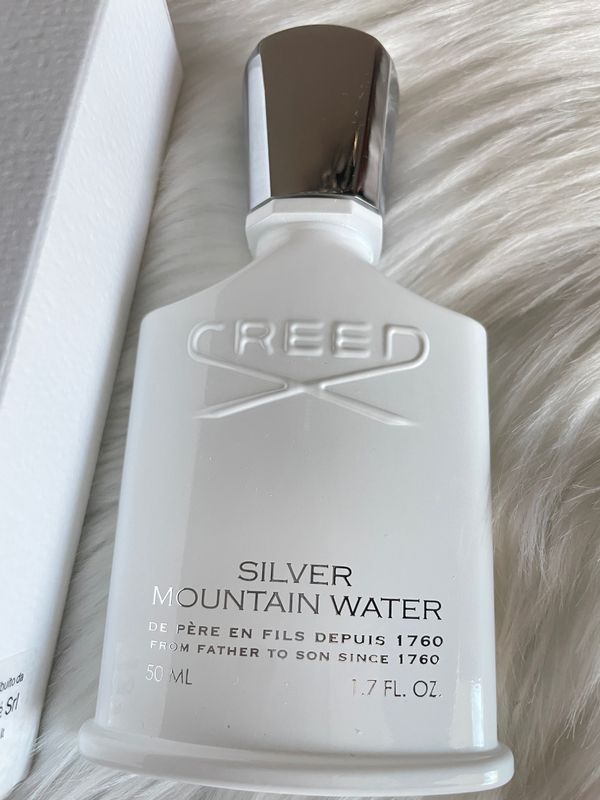 CREED
SILVER
MOUNTAIN WATER
DE PÈRE EN FILS DEPUIS 1760
FROM FATHER TO SON SINCE 1760
50 ML 1.7 FL. OZ.
Srl